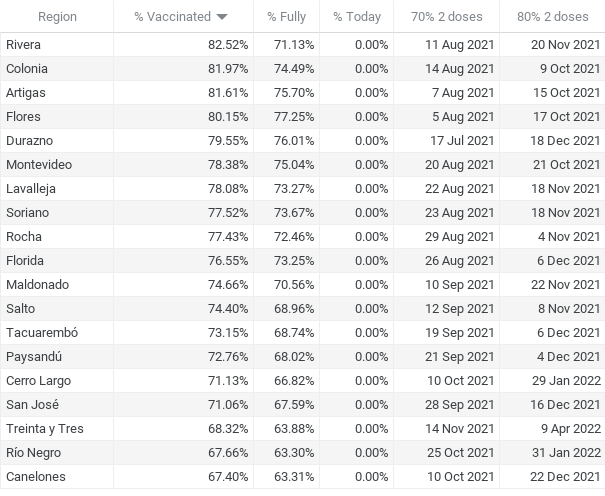 Region % Vaccinated % Fully % Today 70% 2 doses 80% 2 doses
Rivera 82.52% 71.13% 0.00% 11 Aug 2021 20 Nov 2021
Colonia 81.97% 74.49% 0.00% 14 Aug 2021 9 Oct 2021
Artigas 81.61% 75.70% 0.00% 7 Aug 2021 15 Oct 2021
Flores 80.15% 77.25% 0.00% 5 Aug 2021 17 Oct 2021
Durazno 79.55% 76.01% 0.00% 17 Jul 2021 18 Dec 2021
Montevideo 78.38% 75.04% 0.00% 20 Aug 2021 21 Oct 2021
Lavalleja 78.08% 73.27% 0.00% 22 Aug 2021 18 Nov 2021
Soriano 77.52% 73.67% 0.00% 23 Aug 2021 18 Nov 2021
Rocha 77.43% 72.46% 0.00% 29 Aug 2021 4 Nov 2021
Florida 76.55% 73.25% 0.00% 26 Aug 2021 6 Dec 2021
Maldonado 74.66% 70.56% 0.00% 10 Sep 2021 22 Nov 2021
Salto 74.40% 68.96% 0.00% 12 Sep 2021 8 Nov 2021
Tacuarembó 73.15% 68.74% 0.00% 19 Sep 2021 6 Dec 2021
Paysandú 72.76% 68.02% 0.00% 21 Sep 2021 4 Dec 2021
Cerro Largo 71.13% 66.82% 0.00% 10 Oct 2021 29 Jan 2022
San José 71.06% 67.59% 0.00% 28 Sep 2021 16 Dec 2021
Treinta y Tres 68.32% 63.88% 0.00% 14 Nov 2021 9 Apr 2022
Río Negro 67.66% 63.30% 0.00% 25 Oct 2021 31 Jan 2022
Canelones 67.40% 63.31% 0.00% 10 Oct 2021 22 Dec 2021